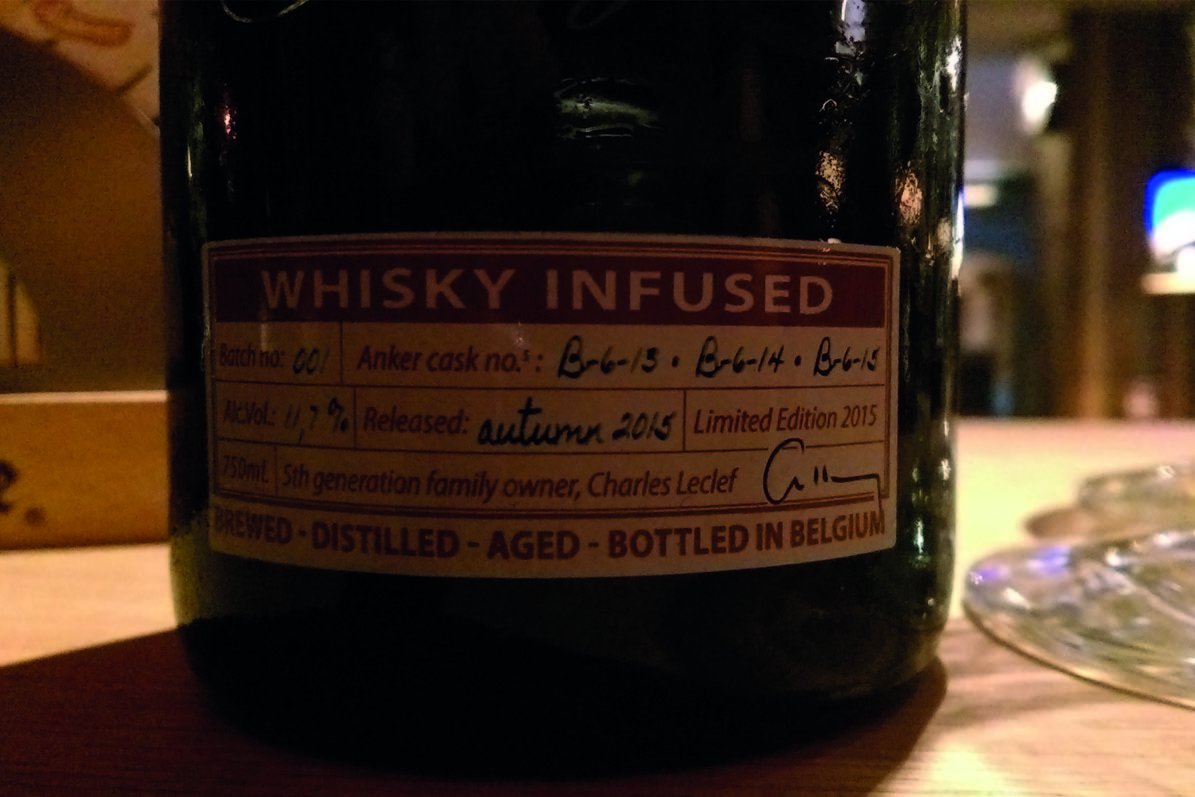 WHISKY INFUSED
Batch no: 001 Anker cask no.s : B-6-13 • B-6-14 • B-6-15
Alc.Vol.: 11,7 % Released: autumn 2015 Limited Edition 2015
750mL 5th generation family owner, Charles Leclef
BREWED - DISTILLED - AGED - BOTTLED IN BELGIUM